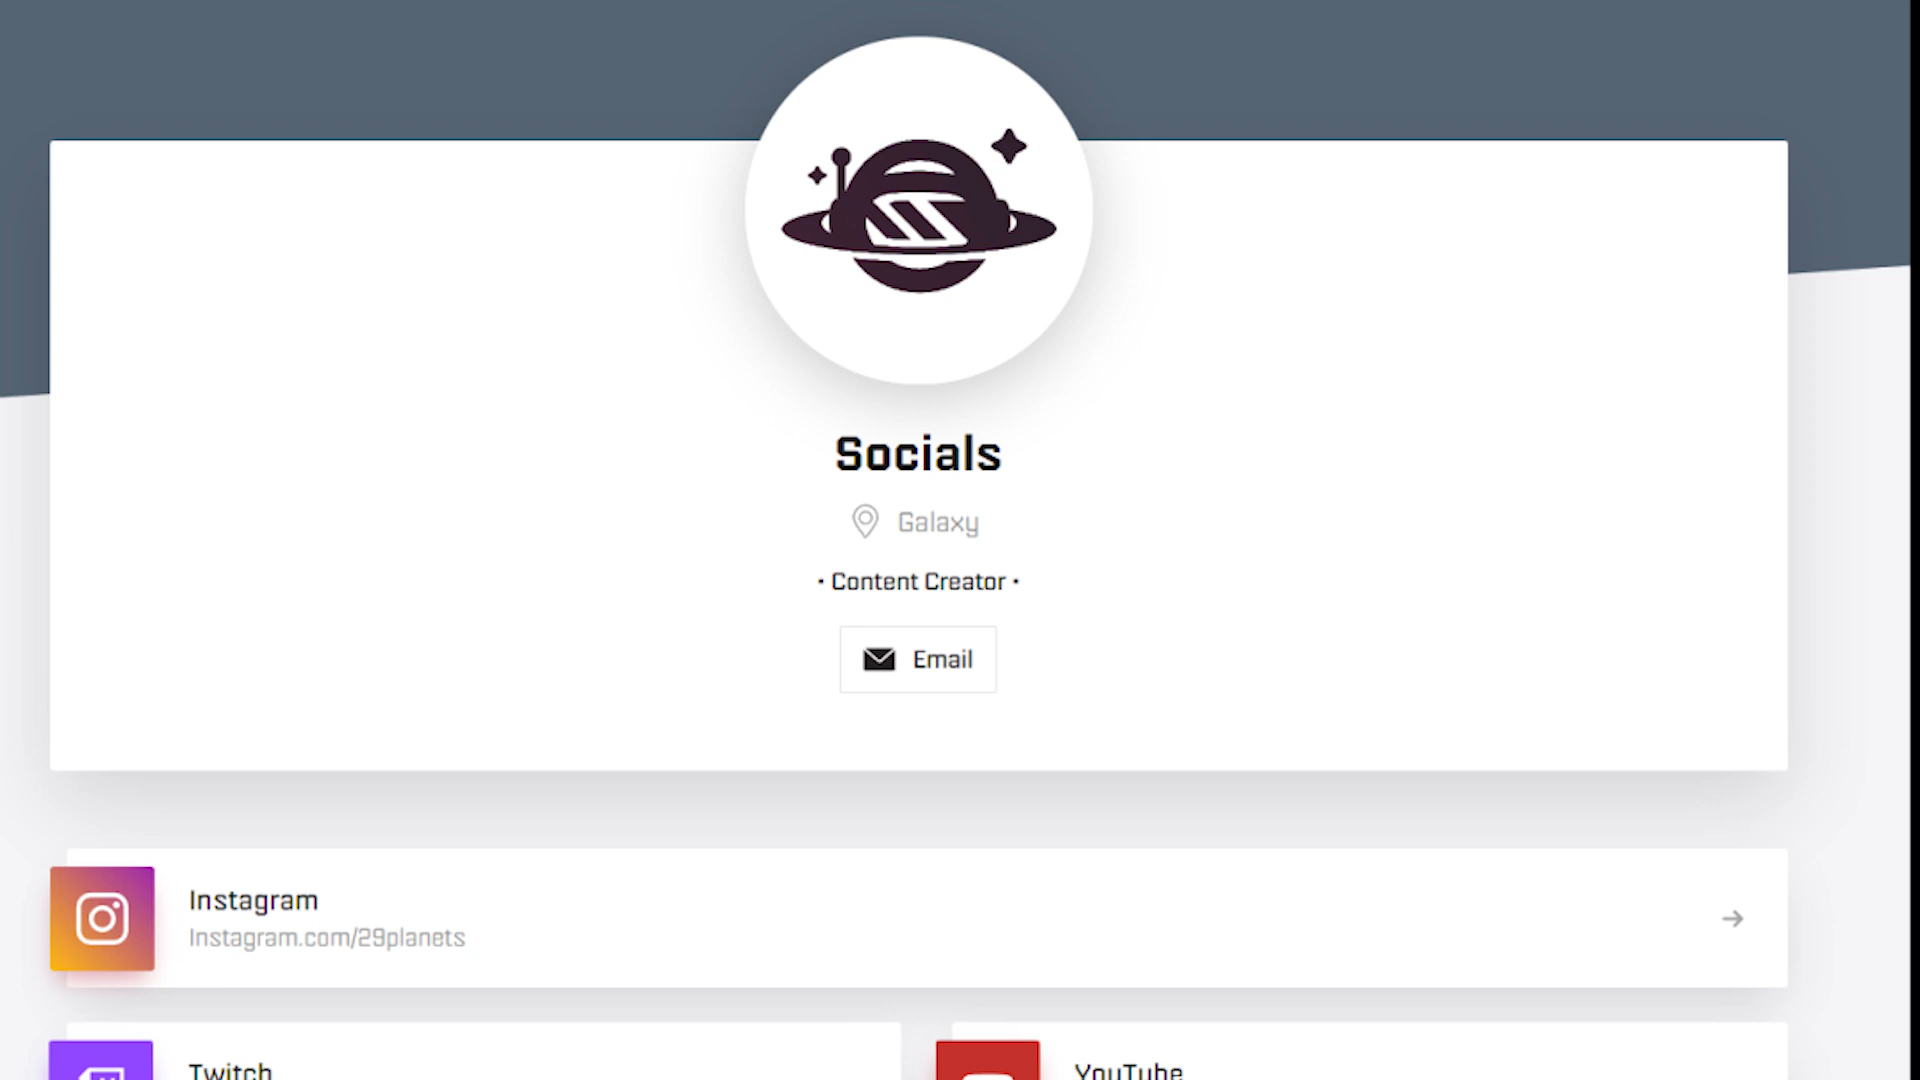 Socials
Galaxy
• Content Creator •
Email
Instagram
Instagram.com/29planets
Twitch
YouTube